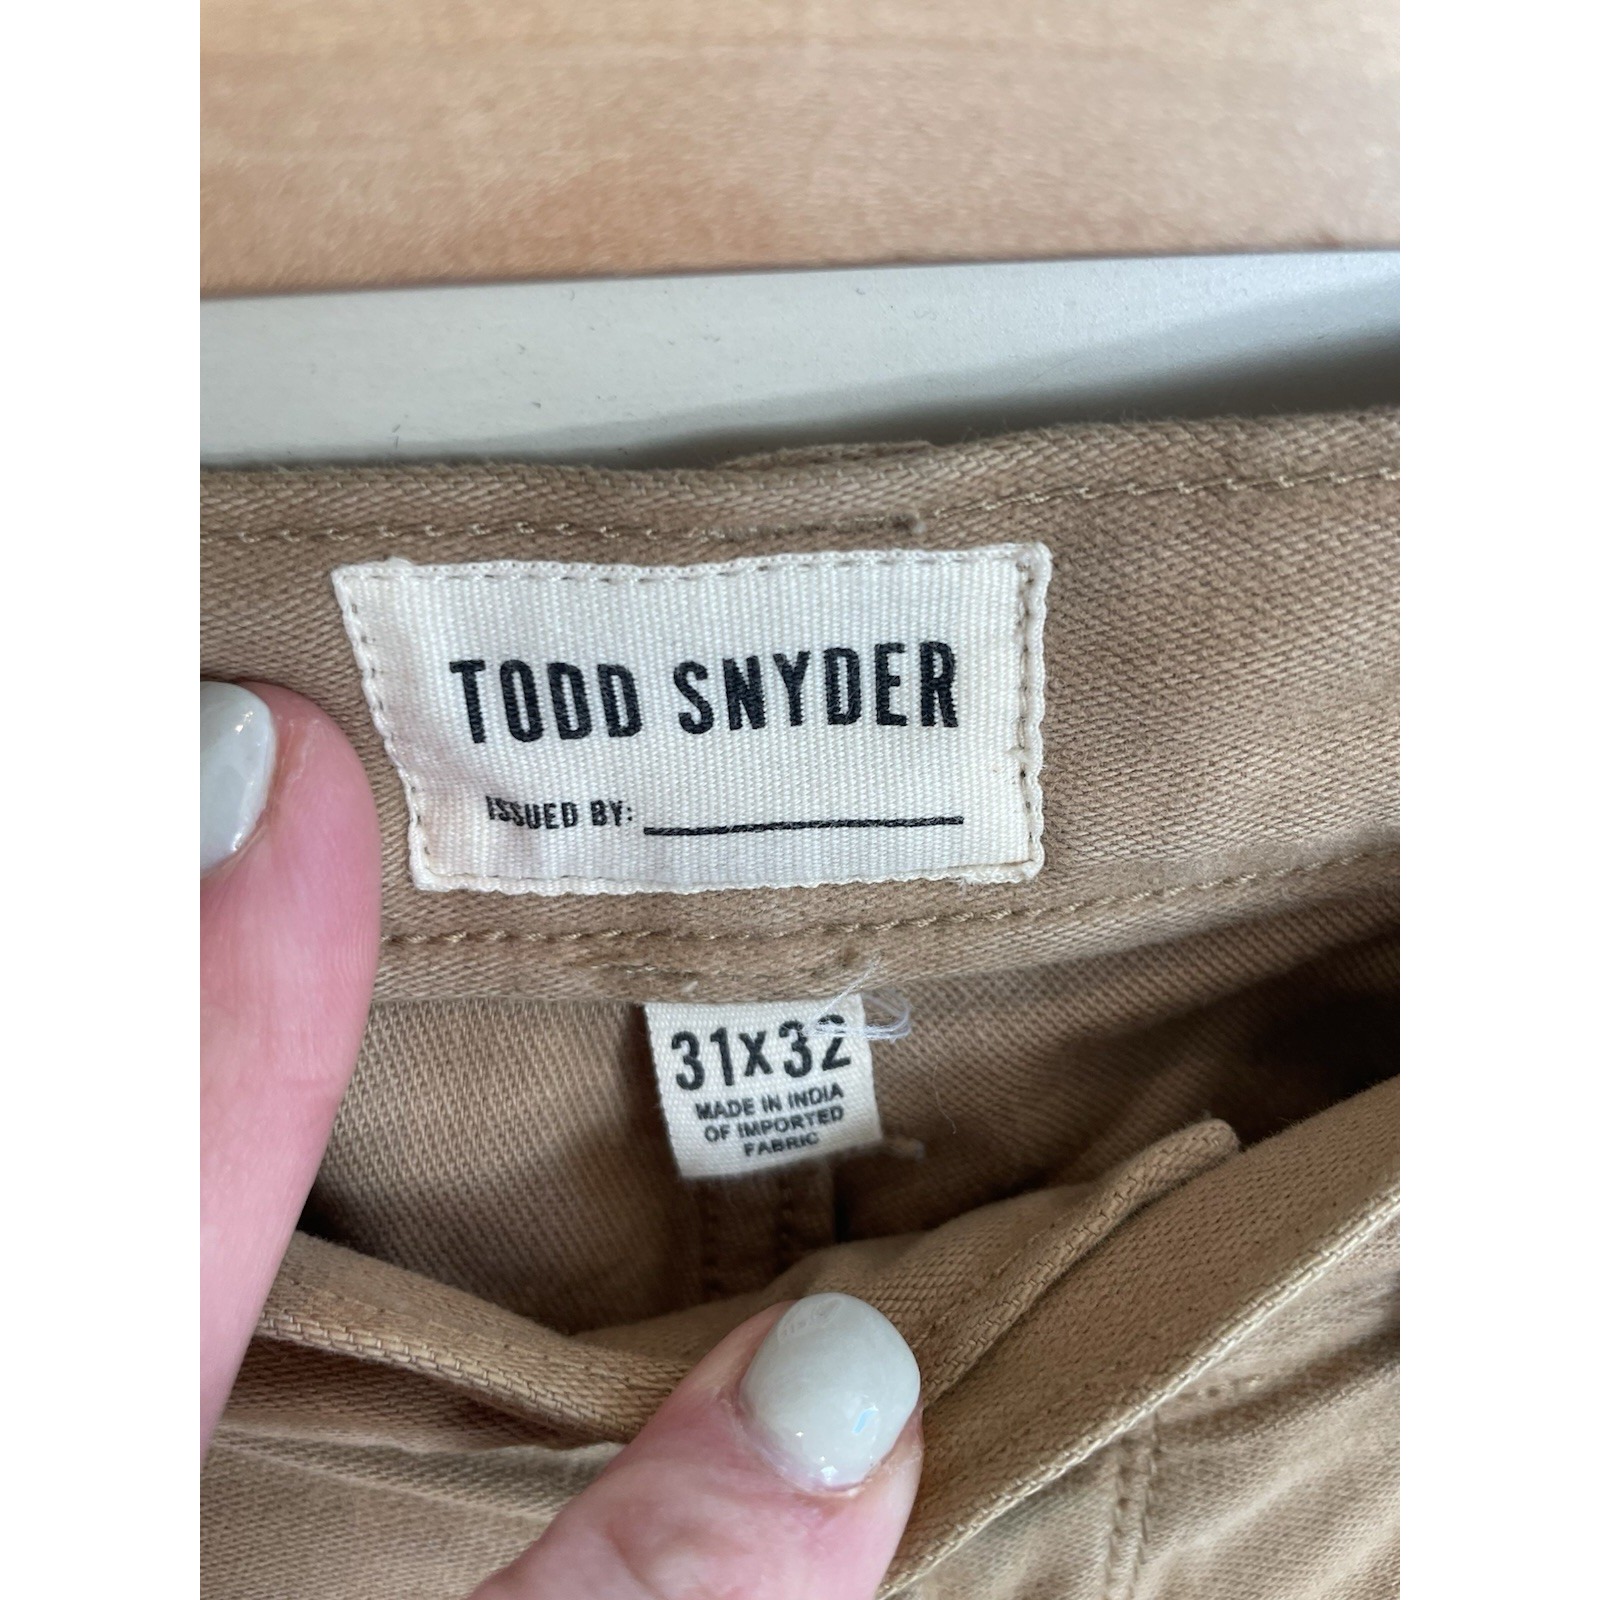 TODD SNYDER
ISSUED BY:
31X32
MADE IN INDIA
OF IMPORTED
FABRIC